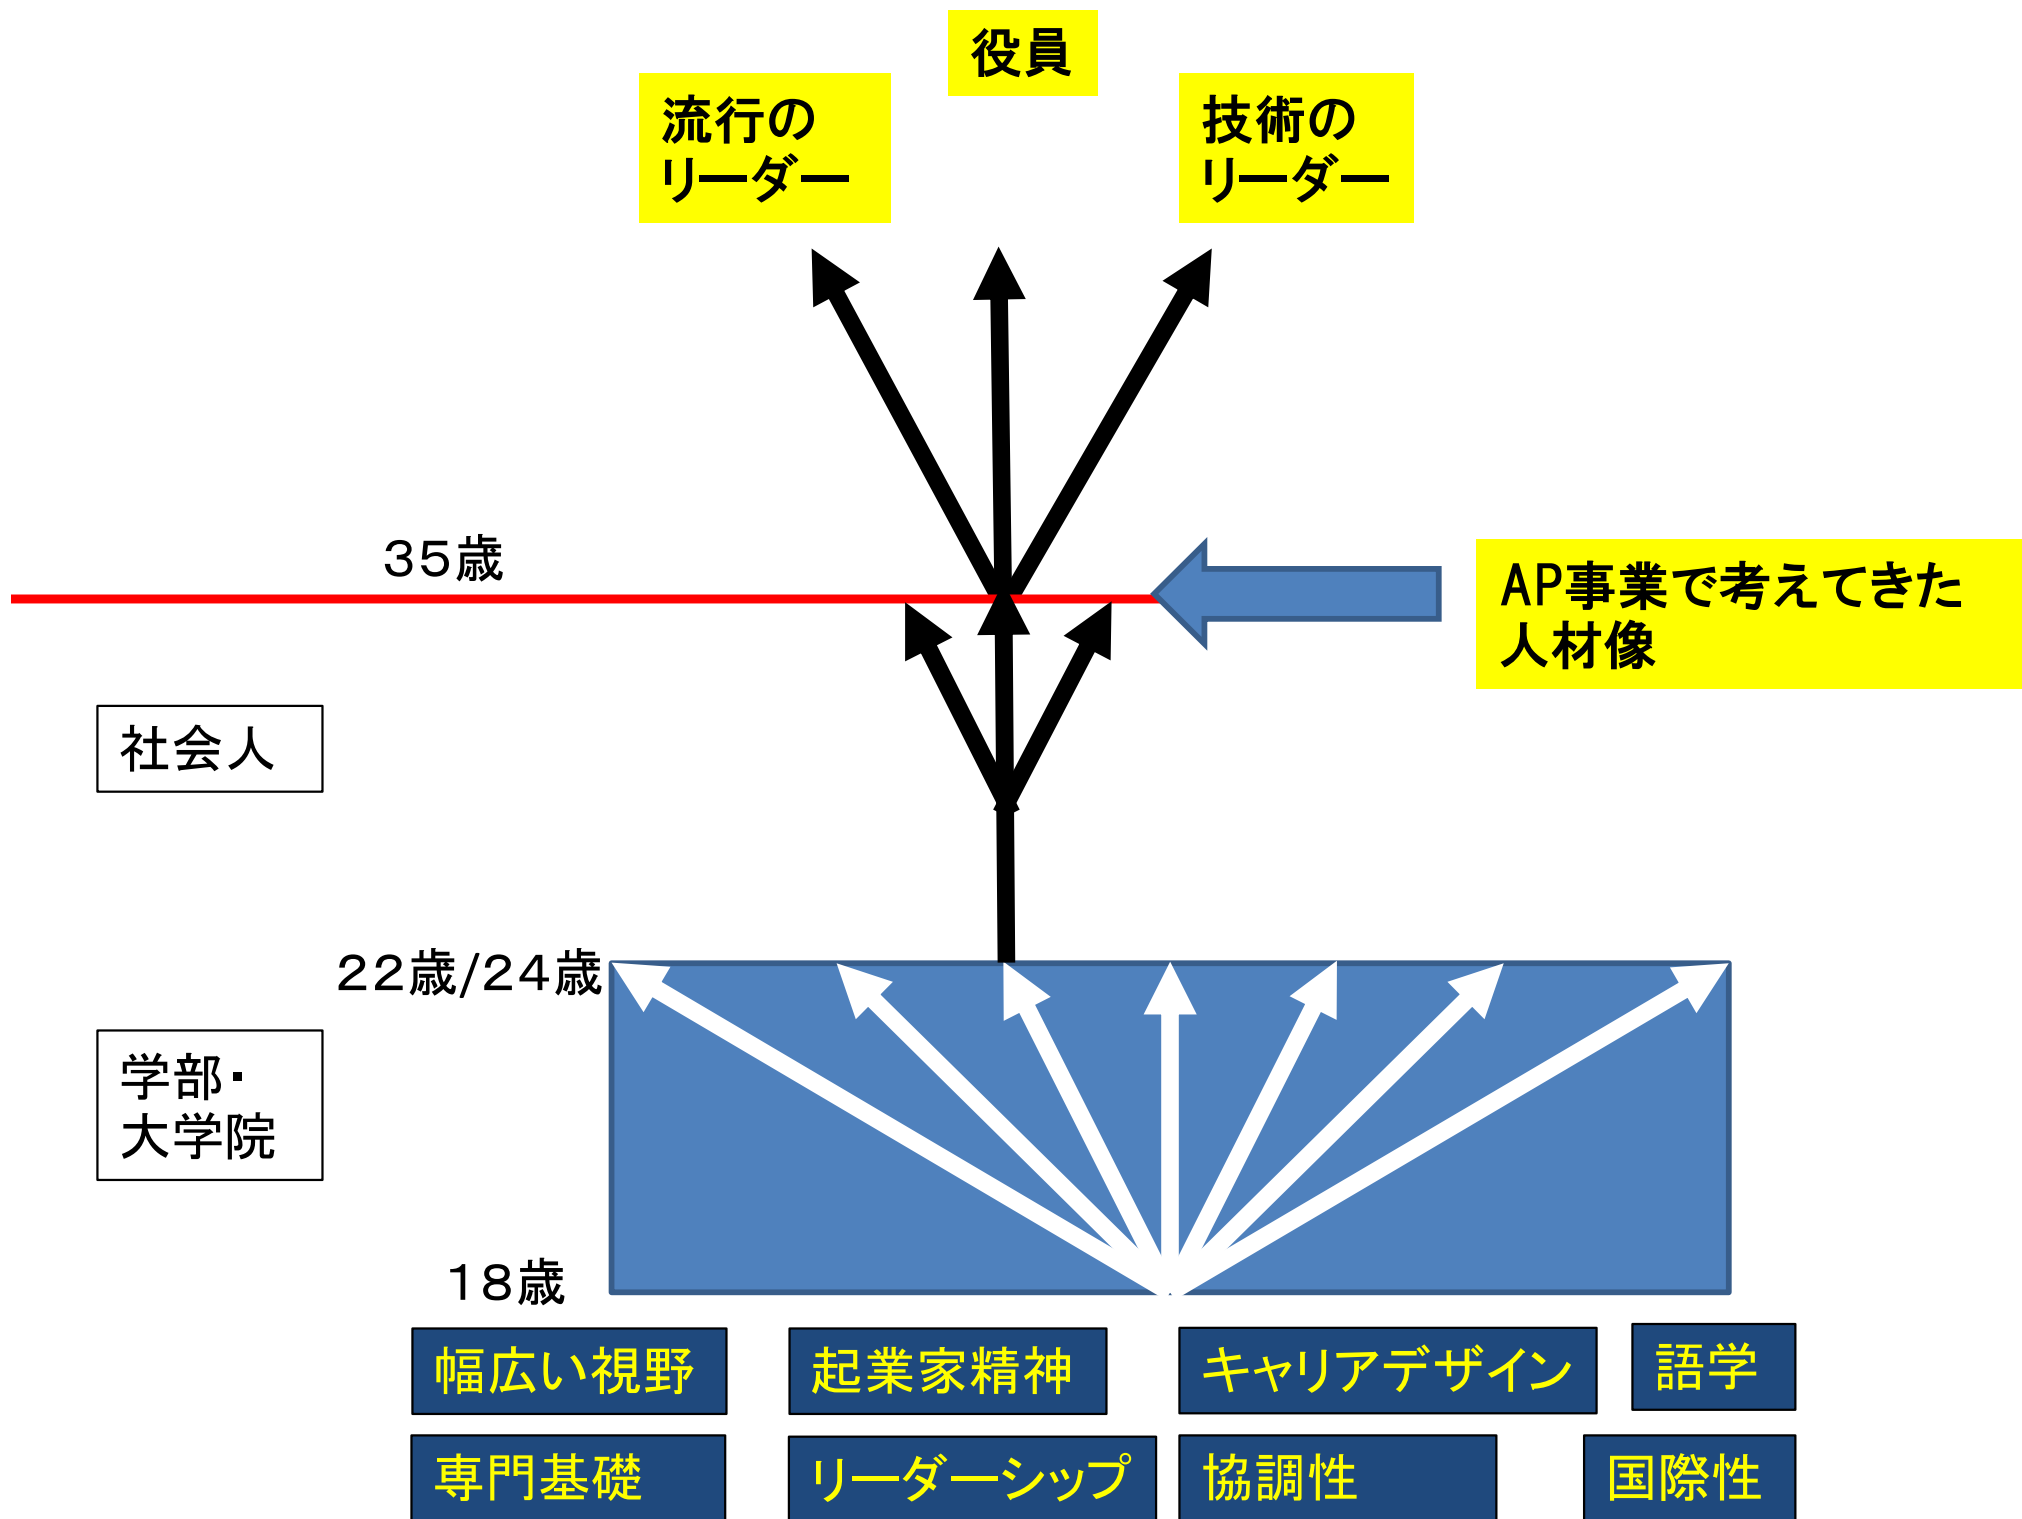 役員
流行の
リーダー
技術の
リーダー
35歳
AP事業で考えてきた
人材像
社会人
22歳/24歳
学部・
大学院
18歳
幅広い視野
起業家精神
キャリアデザイン
語学
専門基礎
リーダーシップ
協調性
国際性